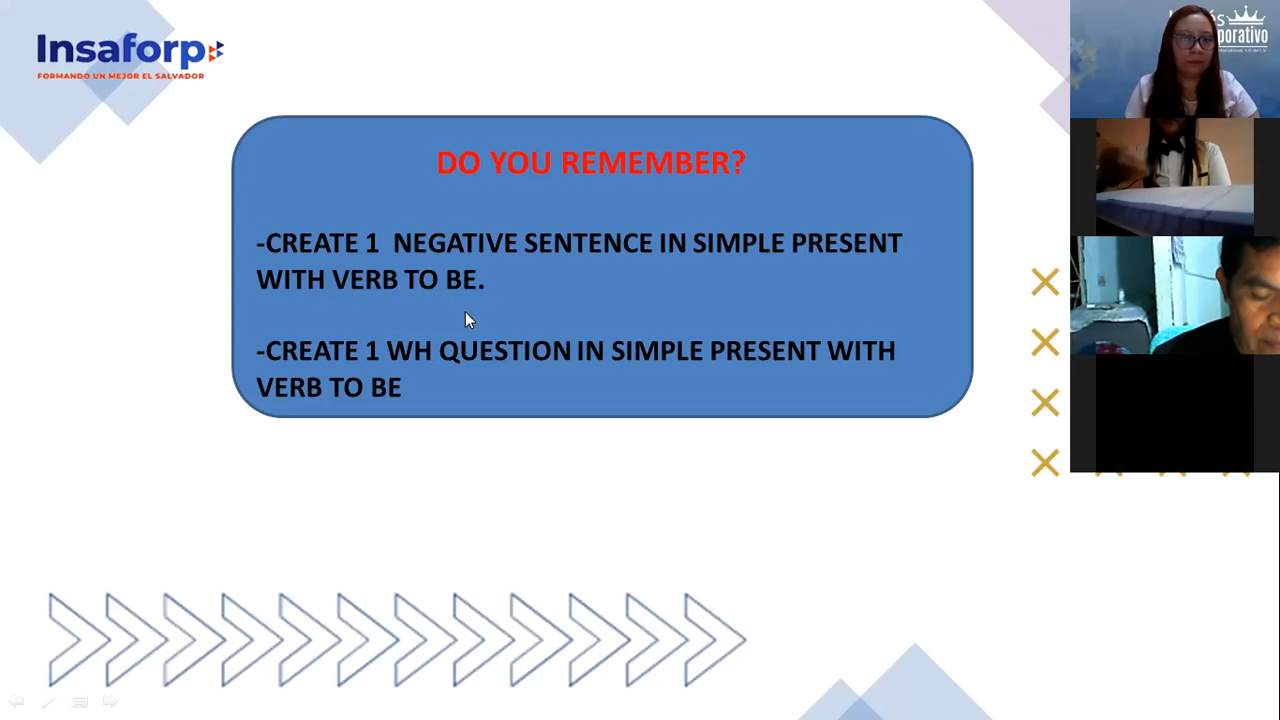 Insaforp
FORMANDO UN MEJOR EL SALVADOR
DO YOU REMEMBER?
-CREATE 1 NEGATIVE SENTENCE IN SIMPLE PRESENT
WITH VERB TO BE.
-CREATE 1 WH QUESTION IN SIMPLE PRESENT WITH
VERB TO BE